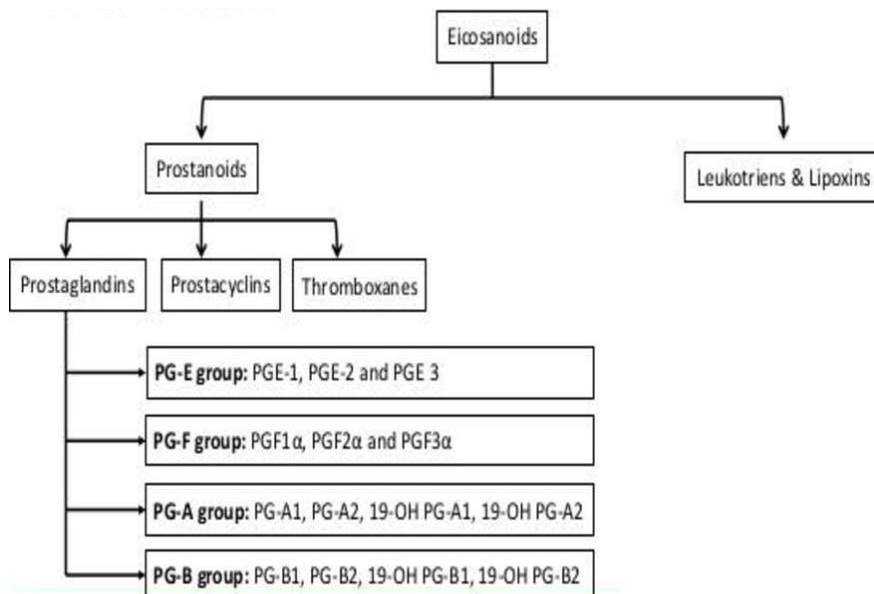 Eicosanoids
Prostanoids
Leukotriens & Lipoxins
Prostaglandins
Prostacyclins
Thromboxanes
PG-E group: PGE-1, PGE-2 and PGE 3
PG-F group: PGF1α, PGF2α and PGF3α
PG-A group: PG-A1, PG-A2, 19-OH PG-A1, 19-OH PG-A2
PG-B group: PG-B1, PG-B2, 19-OH PG-B1, 19-OH PG-B2